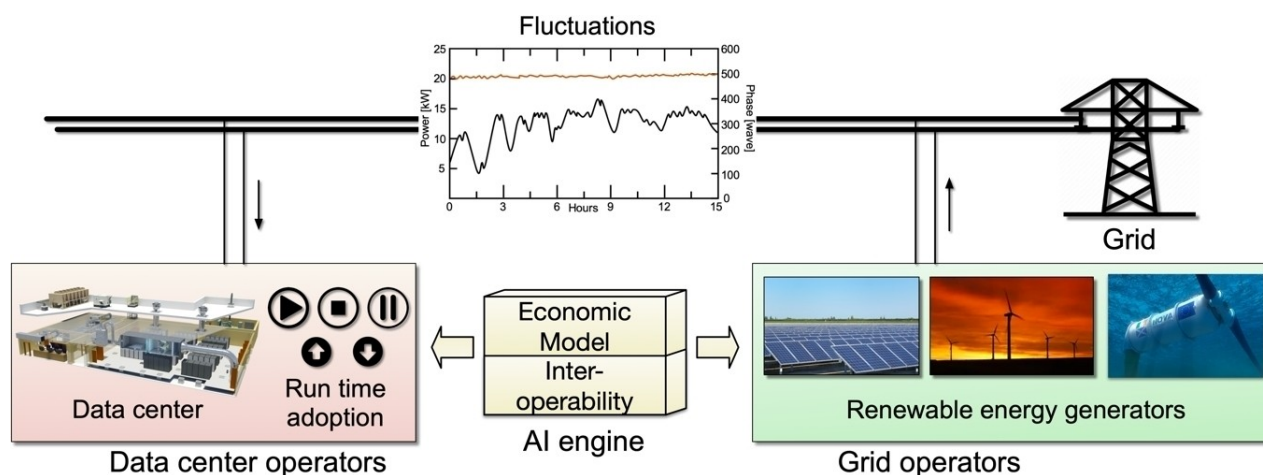 Fluctuations
25
20
15
10
5
Power [kW]
600
500
400
300
200
100
0
Phase [wave]
0
3
6
9
12
15
Hours
Grid
Data center
Run time
adoption
Data center operators
Economic
Model
Inter-
operability
AI engine
Renewable energy generators
Grid operators